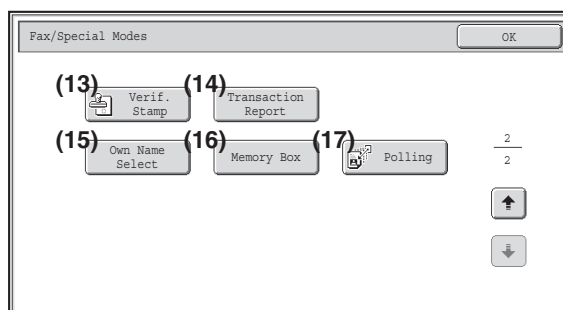 Fax/Special Modes
OK
(13)
Verif.
Stamp
(14)
Transaction
Report
(15)
Own Name
Select
(16)
Memory Box
(17)
Polling
2
2